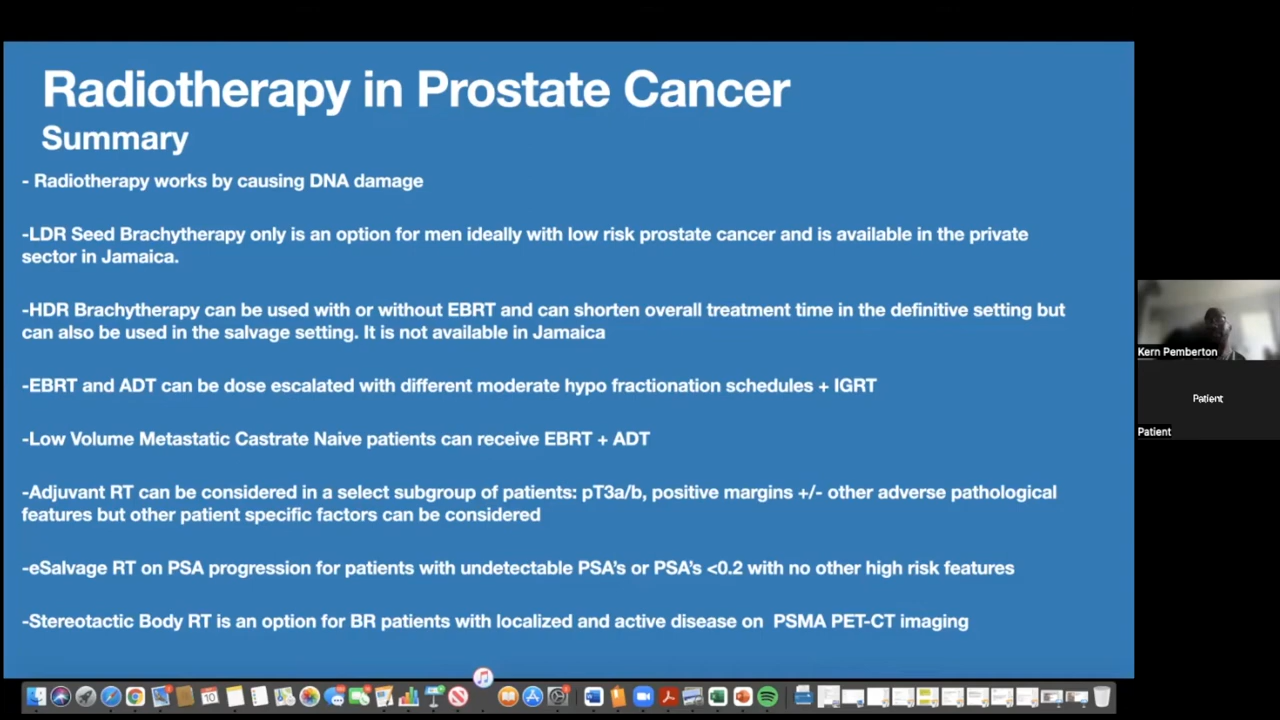 Radiotherapy in Prostate Cancer
Summary
- Radiotherapy works by causing DNA damage
-LDR Seed Brachytherapy only is an option for men ideally with low risk prostate cancer and is available in the private
sector in Jamaica.
-HDR Brachytherapy can be used with or without EBRT and can shorten overall treatment time in the definitive setting but
can also be used in the salvage setting. It is not available in Jamaica
-EBRT and ADT can be dose escalated with different moderate hypo fractionation schedules + IGRT
-Low Volume Metastatic Castrate Naive patients can receive EBRT + ADT
-Adjuvant RT can be considered in a select subgroup of patients: pT3a/b, positive margins +/- other adverse pathological
features but other patient specific factors can be considered
-eSalvage RT on PSA progression for patients with undetectable PSA’s or PSA’s <0.2 with no other high risk features
-Stereotactic Body RT is an option for BR patients with localized and active disease on PSMA PET-CT imaging
Kern Pemberton
Patient
Patient
10